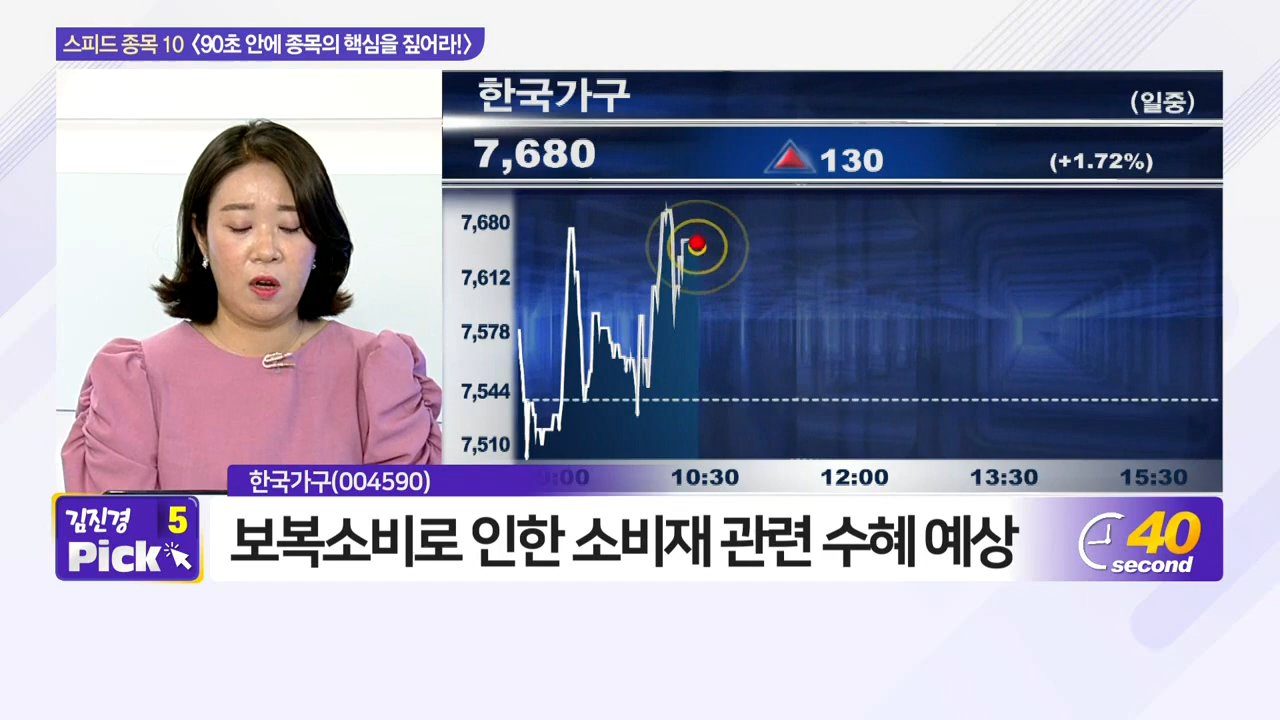 스피드 종목 10 〈90초 안에 종목의 핵심을 짚어라!〉
한국가구
(일중)
7,680
130
(+1.72%)
7,680
7,612
7,578
7,544
7,510
:00 10:30 12:00 13:30 15:30
한국가구(004590)
김진경 5
Pick
보복소비로 인한 소비재 관련 수혜 예상
40
second